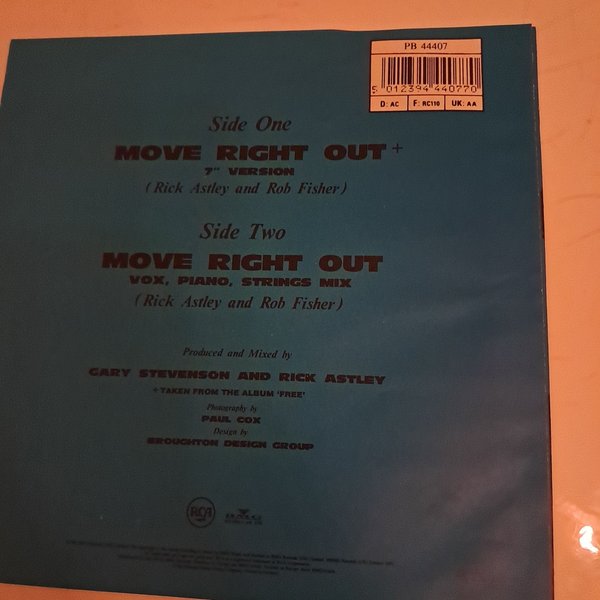 PB 44407
5 012394 440770
D: AC F: RC110 UK: AA
Side One
MOVE RIGHT OUT+
7" VERSION
(Rick Astley and Rob Fisher)
Side Two
MOVE RIGHT OUT
VOX, PIANO, STRINGS MIX
(Rick Astley and Rob Fisher)
Produced and Mixed by
GARY STEVENSON AND RICK ASTLEY
+TAKEN FROM THE ALBUM 'FREE'
Photography by
PAUL COX
Design by
BROUGHTON DESIGN GROUP
RCA BMG